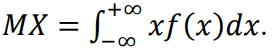 MX = ∫_{-∞}^{+∞} xf(x)dx.